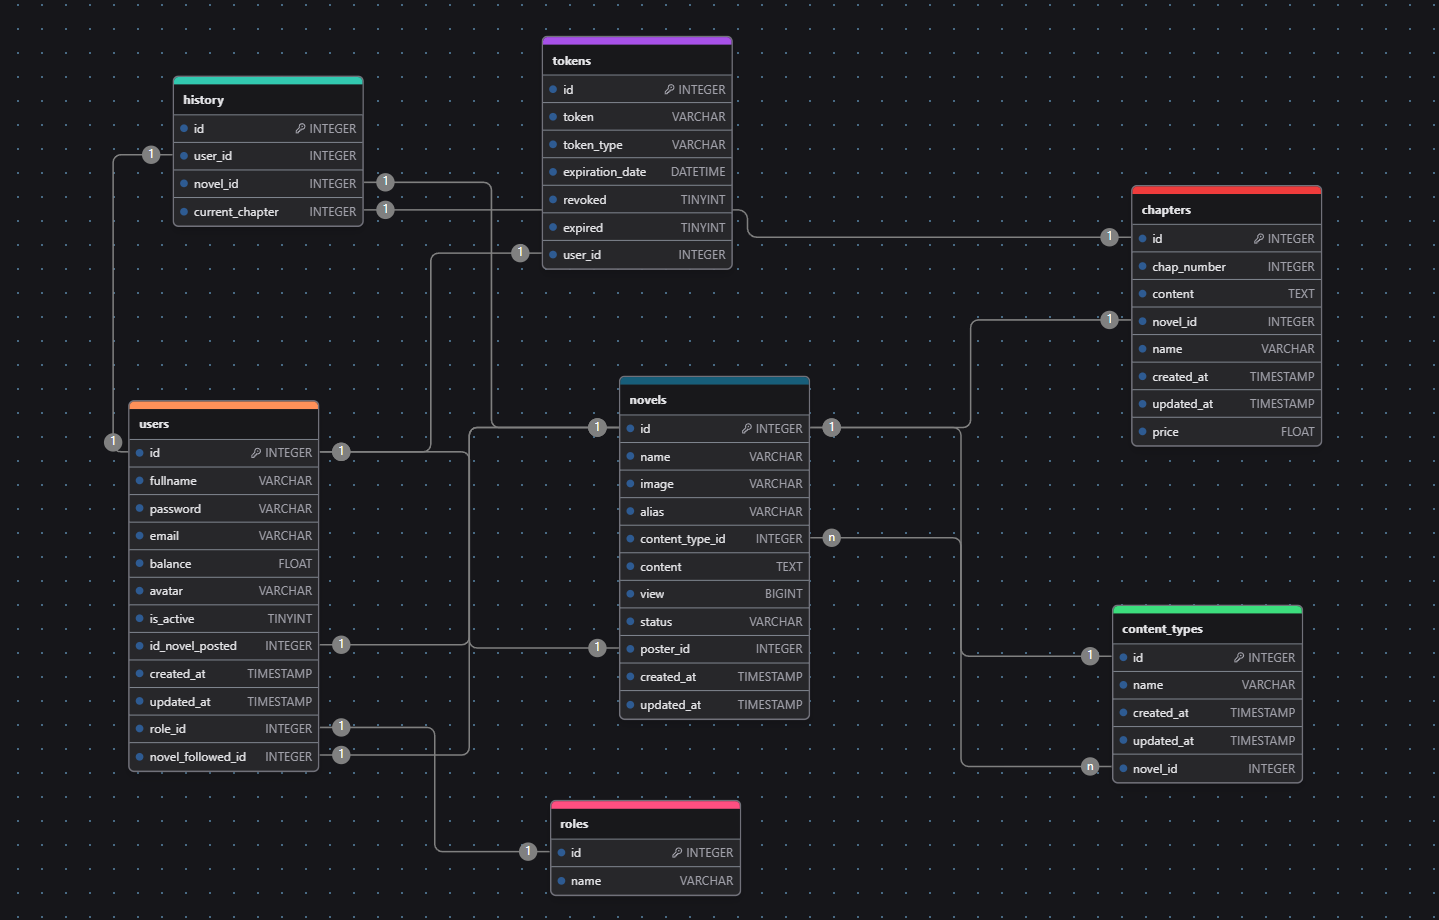 tokens
id INTEGER
token VARCHAR
token_type VARCHAR
expiration_date DATETIME
revoked TINYINT
expired TINYINT
user_id INTEGER
1
history
id INTEGER
user_id INTEGER
novel_id INTEGER
current_chapter INTEGER
1
1
1
chapters
id INTEGER
chap_number INTEGER
content TEXT
novel_id INTEGER
name VARCHAR
created_at TIMESTAMP
updated_at TIMESTAMP
price FLOAT
1
1
novels
id INTEGER
name VARCHAR
image VARCHAR
alias VARCHAR
content_type_id INTEGER
content TEXT
view BIGINT
status VARCHAR
poster_id INTEGER
created_at TIMESTAMP
updated_at TIMESTAMP
1
1
n
1
users
id INTEGER
fullname VARCHAR
password VARCHAR
email VARCHAR
balance FLOAT
avatar VARCHAR
is_active TINYINT
id_novel_posted INTEGER
created_at TIMESTAMP
updated_at TIMESTAMP
role_id INTEGER
novel_followed_id INTEGER
1
1
1
1
1
content_types
id INTEGER
name VARCHAR
created_at TIMESTAMP
updated_at TIMESTAMP
novel_id INTEGER
1
n
roles
id INTEGER
name VARCHAR
1